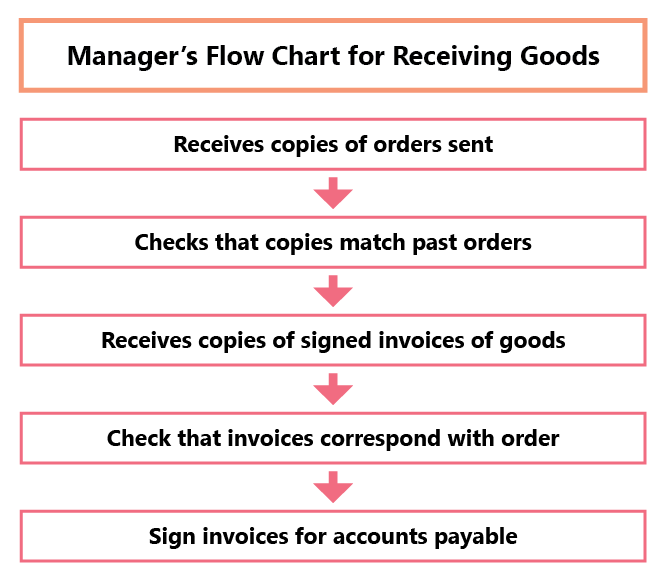 Manager’s Flow Chart for Receiving Goods
Receives copies of orders sent
Checks that copies match past orders
Receives copies of signed invoices of goods
Check that invoices correspond with order
Sign invoices for accounts payable